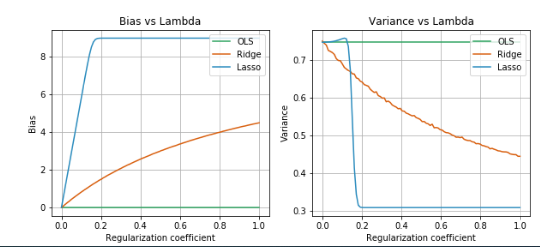 Bias vs Lambda
8
6
4
2
0
Bias
0.0 0.2 0.4 0.6 0.8 1.0
Regularization coefficient
OLS
Ridge
Lasso
Variance vs Lambda
0.7
0.6
0.5
0.4
0.3
Variance
0.0 0.2 0.4 0.6 0.8 1.0
Regularization coefficient
OLS
Ridge
Lasso